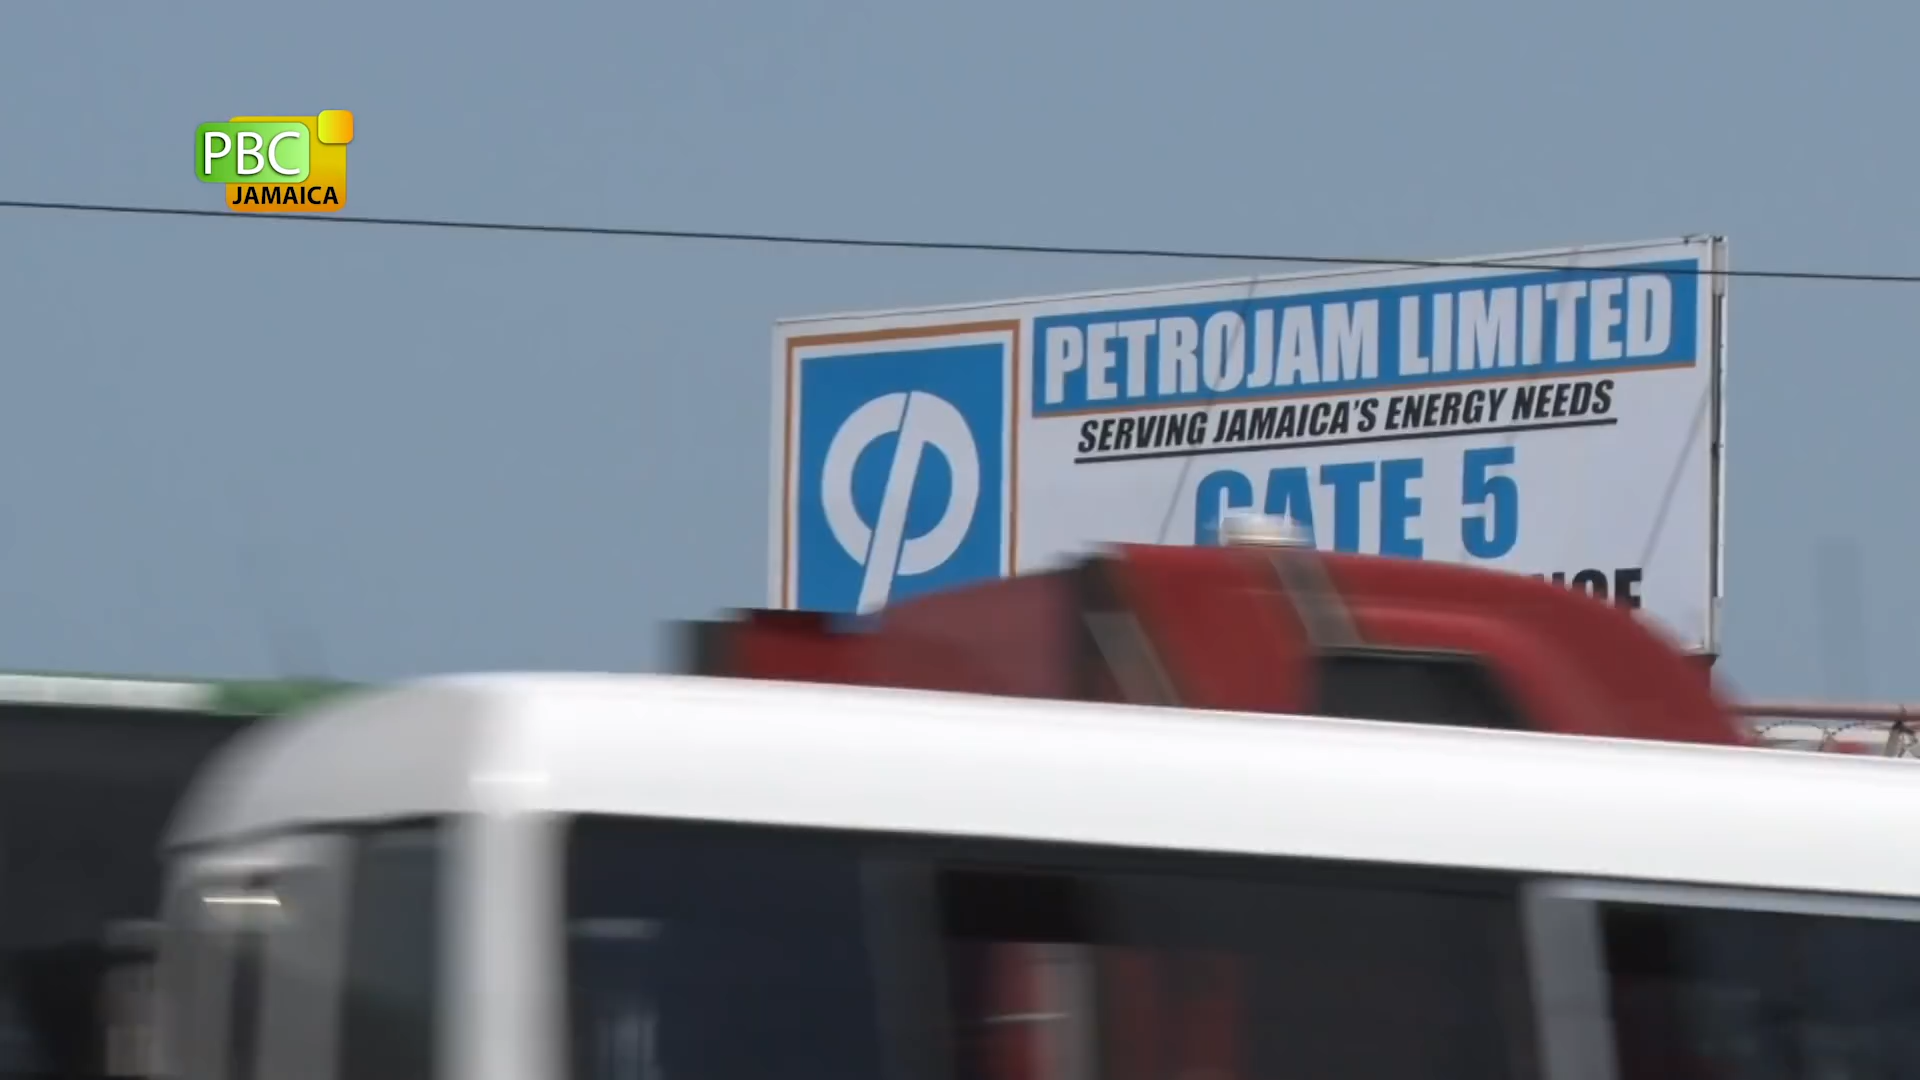 PBC
JAMAICA
PETROJAM LIMITED
SERVING JAMAICA'S ENERGY NEEDS
GATE 5